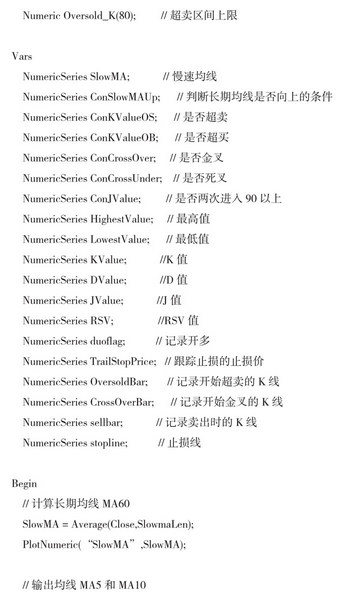 Numeric Oversold_K(80); // 超卖区间上限
Vars
NumericSeries SlowMA; // 慢速均线
NumericSeries ConSlowMAUp; // 判断长期均线是否向上的条件
NumericSeries ConKValueOS; // 是否超卖
NumericSeries ConKValueOB; // 是否超买
NumericSeries ConCrossOver; // 是否金叉
NumericSeries ConCrossUnder; // 是否死叉
NumericSeries ConJValue; // 是否两次进入 90 以上
NumericSeries HighestValue; // 最高值
NumericSeries LowestValue; // 最低值
NumericSeries KValue; //K 值
NumericSeries DValue; //D 值
NumericSeries JValue; //J 值
NumericSeries RSV; //RSV 值
NumericSeries duoflag; // 记录开多
NumericSeries TrailStopPrice; // 跟踪止损的止损价
NumericSeries OversoldBar; // 记录开始超卖的 K 线
NumericSeries CrossOverBar; // 记录开始金叉的 K 线
NumericSeries sellbar; // 记录卖出时的 K 线
NumericSeries stopline; // 止损线
Begin
// 计算长期均线 MA60
SlowMA = Average(Close,SlowmaLen);
PlotNumeric(“SlowMA”,SlowMA);
// 输出均线 MA5 和 MA10